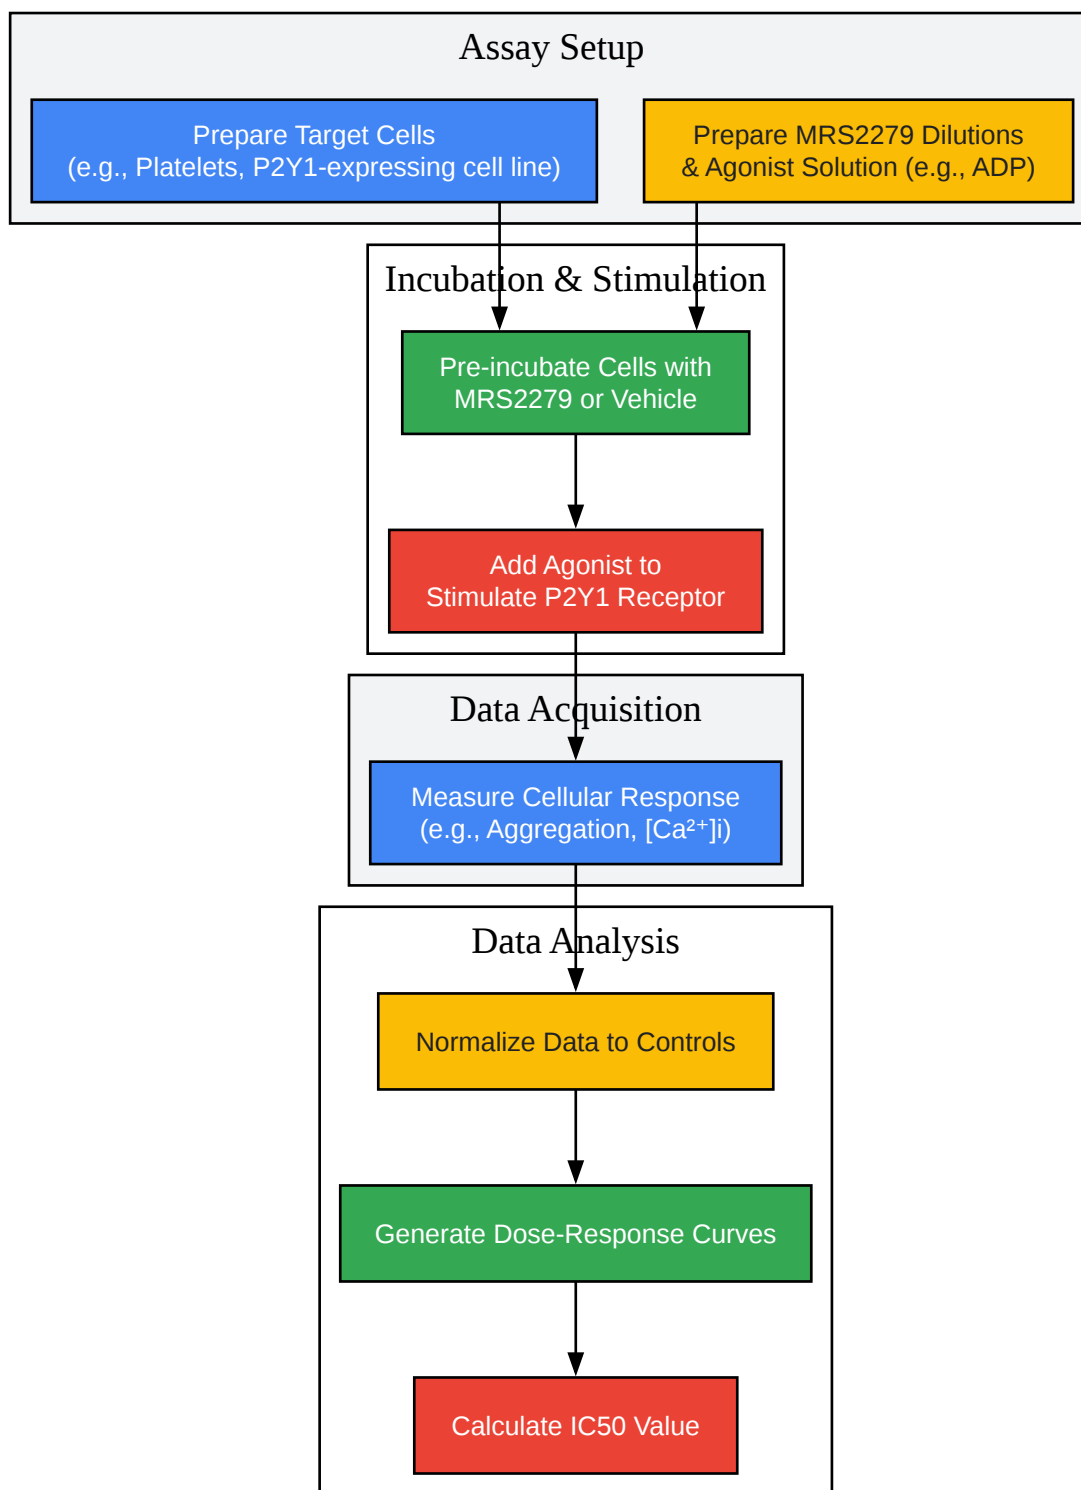 Assay Setup
Prepare Target Cells
(e.g., Platelets, P2Y1-expressing cell line)
Prepare MRS2279 Dilutions
& Agonist Solution (e.g., ADP)
Incubation & Stimulation
Pre-incubate Cells with
MRS2279 or Vehicle
Add Agonist to
Stimulate P2Y1 Receptor
Data Acquisition
Measure Cellular Response
(e.g., Aggregation, [Ca²⁺]i)
Data Analysis
Normalize Data to Controls
Generate Dose-Response Curves
Calculate IC50 Value